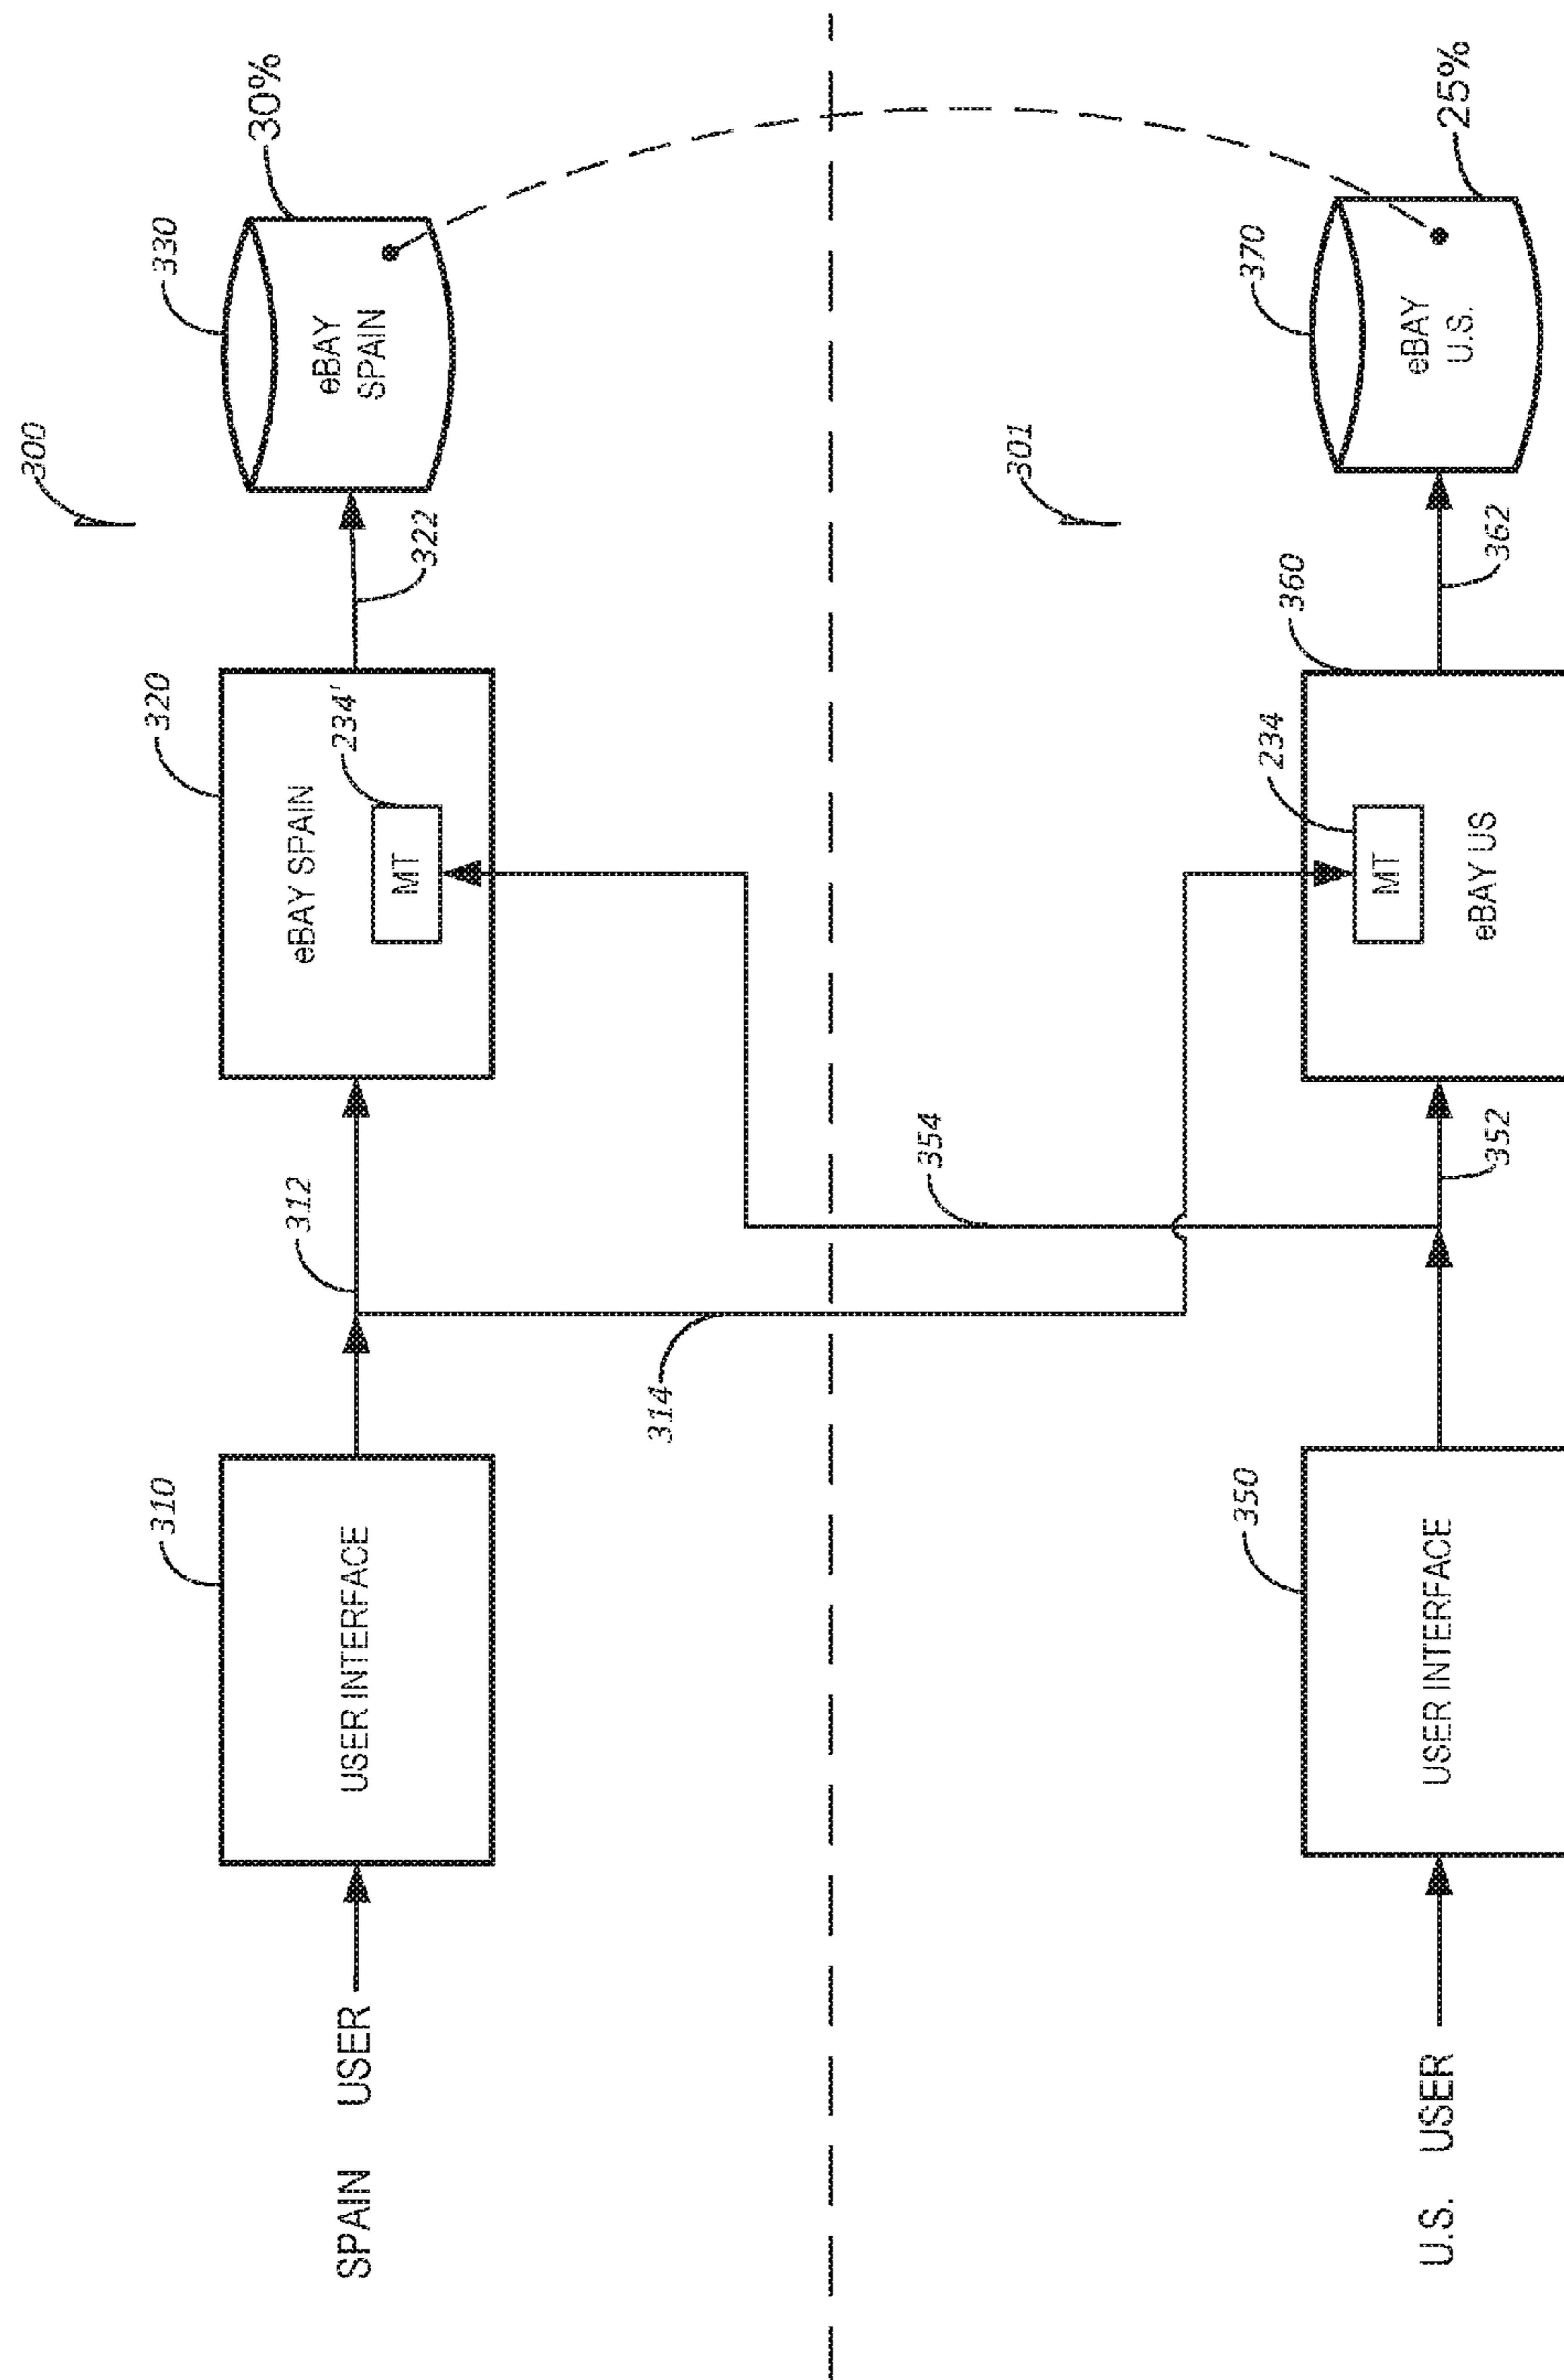 300
SPAIN USER
310
USER INTERFACE
312
314
320
eBAY SPAIN
234'
MT
322
330
eBAY
SPAIN
30%
301
U.S. USER
350
USER INTERFACE
352
354
360
234
MT
eBAY US
362
370
eBAY
U.S.
25%